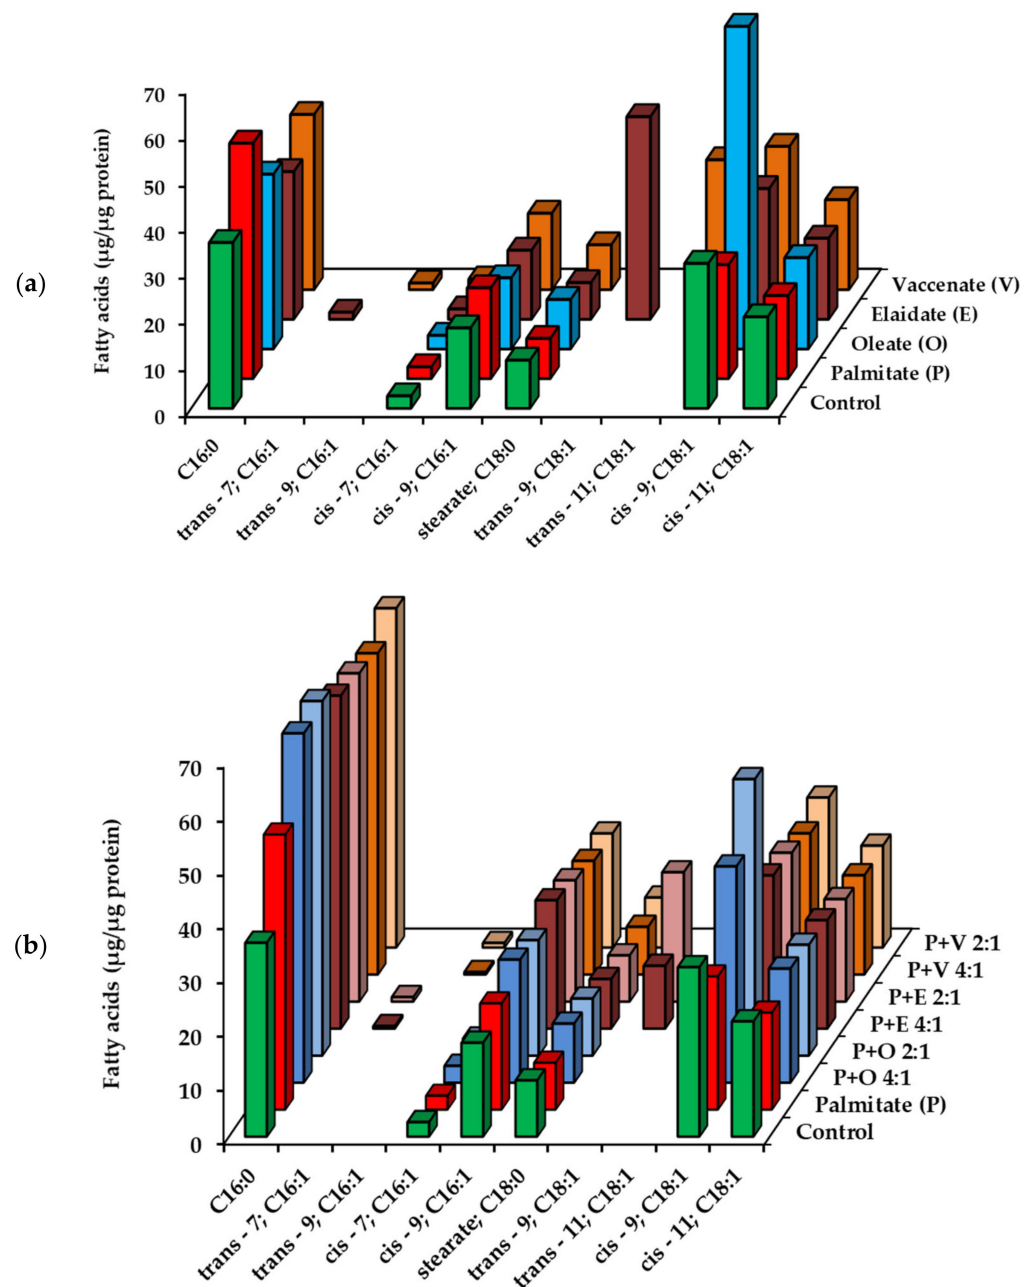 (a)
Fatty acids (µg/µg protein)
70
60
50
40
30
20
10
0
C16:0
trans - 7; C16:1
trans - 9; C16:1
cis - 7; C16:1
cis - 9; C16:1
stearate; C18:0
trans - 9; C18:1
trans - 11; C18:1
cis - 9; C18:1
cis - 11; C18:1
Vaccenate (V)
Elaidate (E)
Oleate (O)
Palmitate (P)
Control
(b)
Fatty acids (µg/µg protein)
70
60
50
40
30
20
10
0
C16:0
trans - 7; C16:1
trans - 9; C16:1
cis - 7; C16:1
cis - 9; C16:1
stearate; C18:0
trans - 9; C18:1
trans - 11; C18:1
cis - 9; C18:1
cis - 11; C18:1
P+V 2:1
P+V 4:1
P+E 2:1
P+E 4:1
P+O 2:1
P+O 4:1
Palmitate (P)
Control